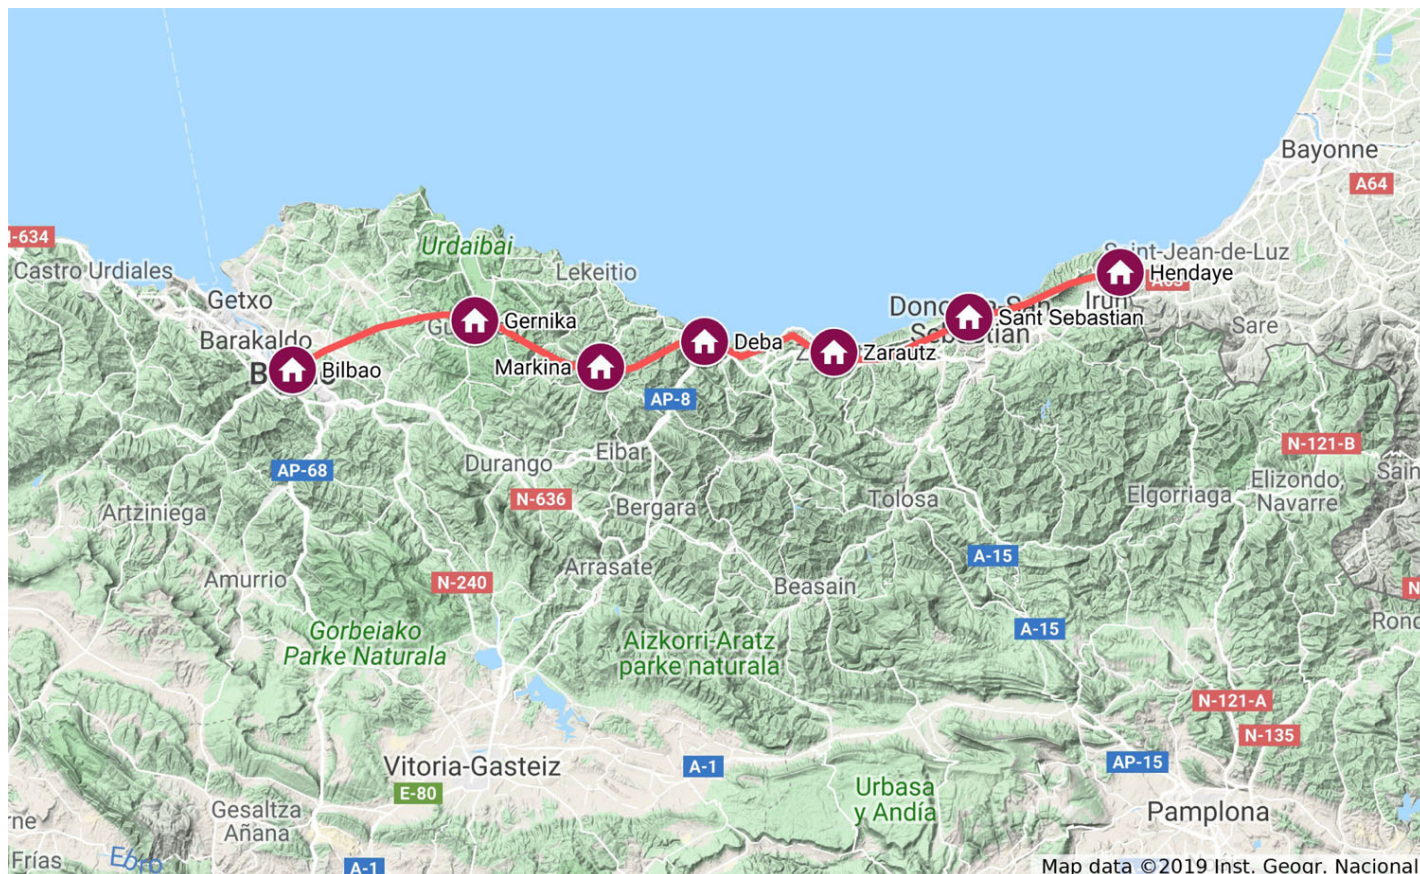 Bayonne
A64
Saint-Jean-de-Luz
Hendaye
Irun
Urdaibai
-634
Castro Urdiales
Lekeitio
Getxo
Barakaldo
Gernika
Sant Sebastian
Sare
Deba
Zarautz
Markina
Bilbao
AP-8
N-121-B
Durango
Eibar
AP-68
N-636
Bergara
Tolosa
Elgorriaga
Elizondo,
Navarre
Artziniega
A-15
Arrasate
Beasain
Amurrio
N-240
A-15
Gorbeiako
Parke Naturala
Aizkorri-Aratz
parke naturala
N-121-A
N-135
Vitoria-Gasteiz
A-1
AP-15
E-80
Urbasa
y Andía
Gesaltza
Añana
Pamplona
Frías
Ebro
A-1
Map data ©2019 Inst. Geogr. Nacional